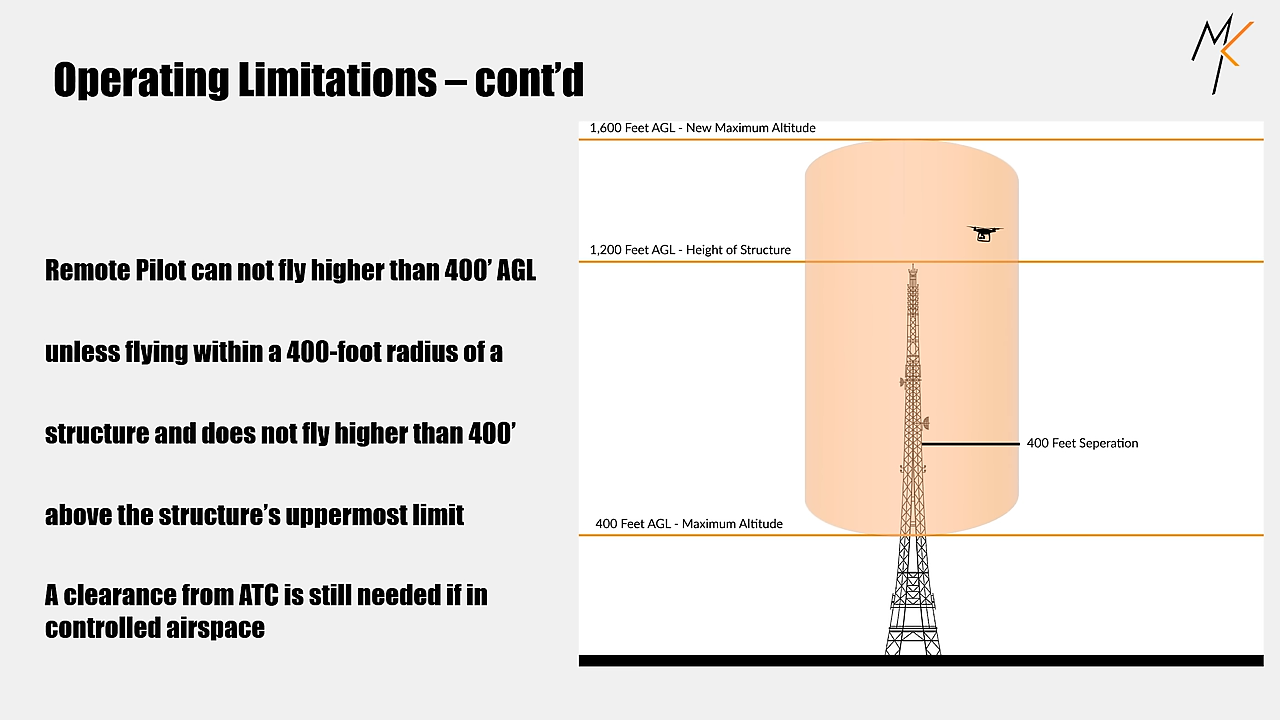 Operating Limitations – cont’d
Remote Pilot can not fly higher than 400’ AGL
unless flying within a 400-foot radius of a
structure and does not fly higher than 400’
above the structure’s uppermost limit
A clearance from ATC is still needed if in
controlled airspace
1,600 Feet AGL - New Maximum Altitude
1,200 Feet AGL - Height of Structure
400 Feet Seperation
400 Feet AGL - Maximum Altitude
MK